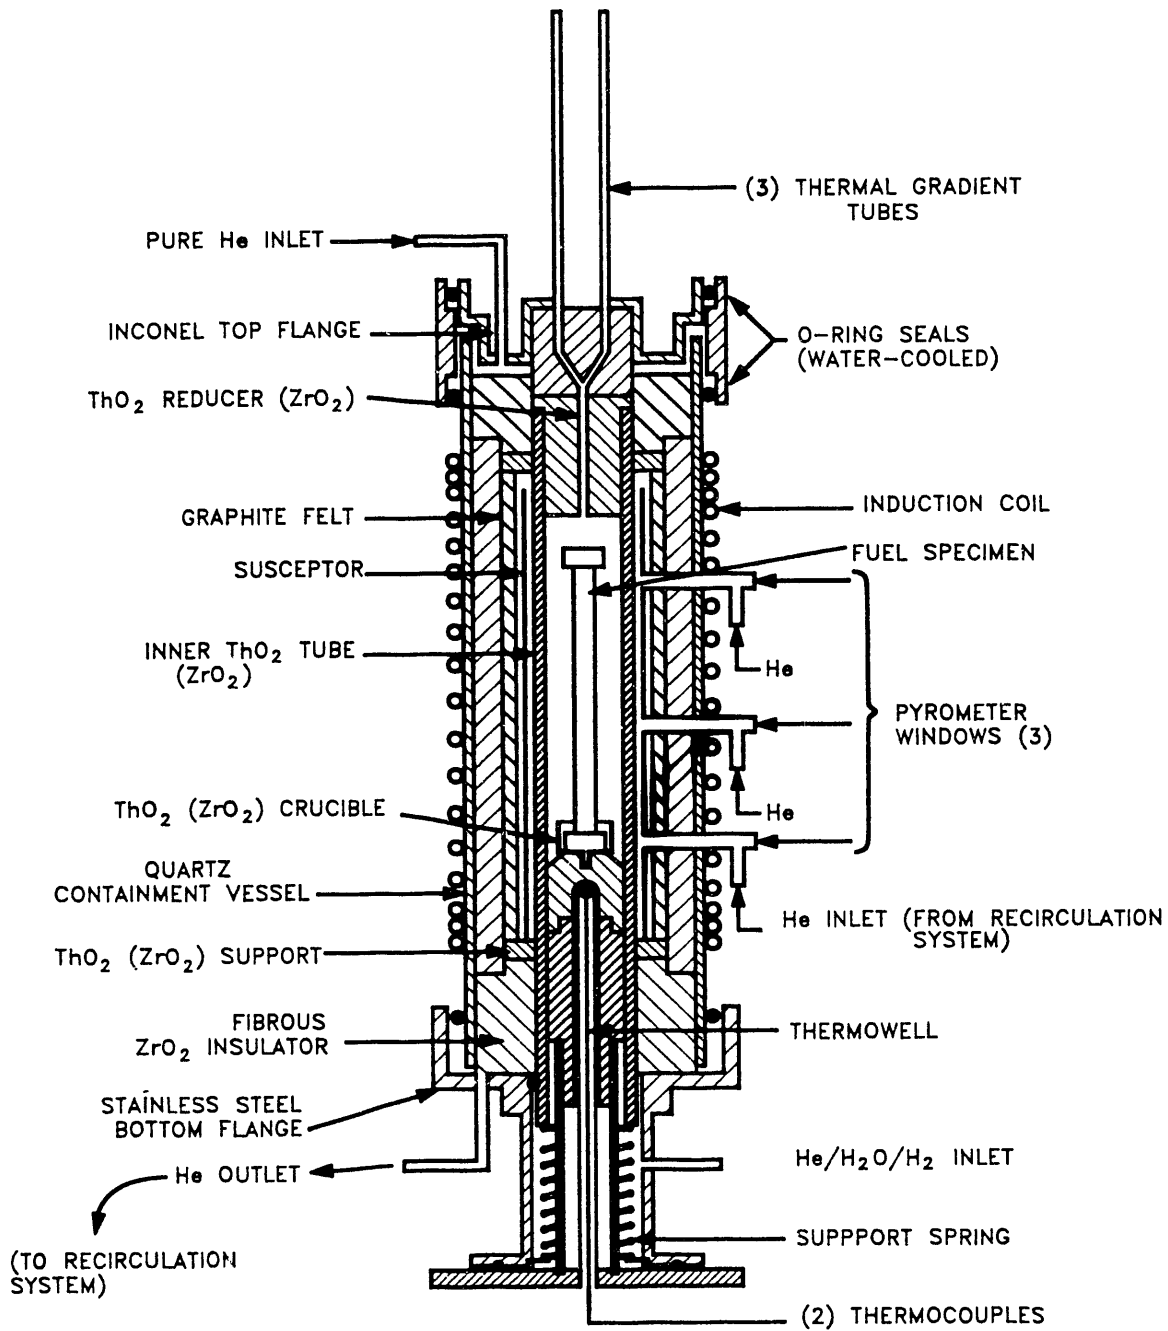 (3) THERMAL GRADIENT
TUBES
PURE He INLET
INCONEL TOP FLANGE
O-RING SEALS
(WATER-COOLED)
ThO2 REDUCER (ZrO2)
GRAPHITE FELT
INDUCTION COIL
SUSCEPTOR
FUEL SPECIMEN
INNER ThO2 TUBE
(ZrO2)
He
PYROMETER
WINDOWS (3)
He
ThO2 (ZrO2) CRUCIBLE
QUARTZ
CONTAINMENT VESSEL
He INLET (FROM RECIRCULATION
SYSTEM)
ThO2 (ZrO2) SUPPORT
FIBROUS
ZrO2 INSULATOR
THERMOWELL
STAINLESS STEEL
BOTTOM FLANGE
He OUTLET
He/H2O/H2 INLET
(TO RECIRCULATION
SYSTEM)
SUPPPORT SPRING
(2) THERMOCOUPLES